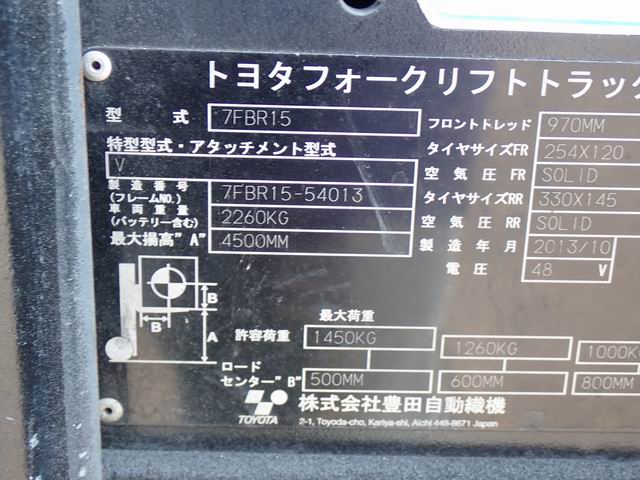 トヨタフォークリフトトラック
型式 7FBR15
特型型式・アタッチメント型式
V
製造番号(フレームNO.) 7FBR15-54013
車両重量(バッテリー含む) 2260KG
最大揚高"A" 4500MM
フロントトレッド 970MM
タイヤサイズFR 254X120
空気圧 FR SOLID
タイヤサイズRR 330X145
空気圧 RR SOLID
製造年月 2013/10
電圧 48 V
B
B
A
最大荷重
許容荷重 1450KG 1260KG 1000K
ロードセンター"B" 500MM 600MM 800MM
TOYOTA
株式会社豊田自動織機
2-1, Toyoda-cho, Kariya-shi, Aichi 448-8671 Japan